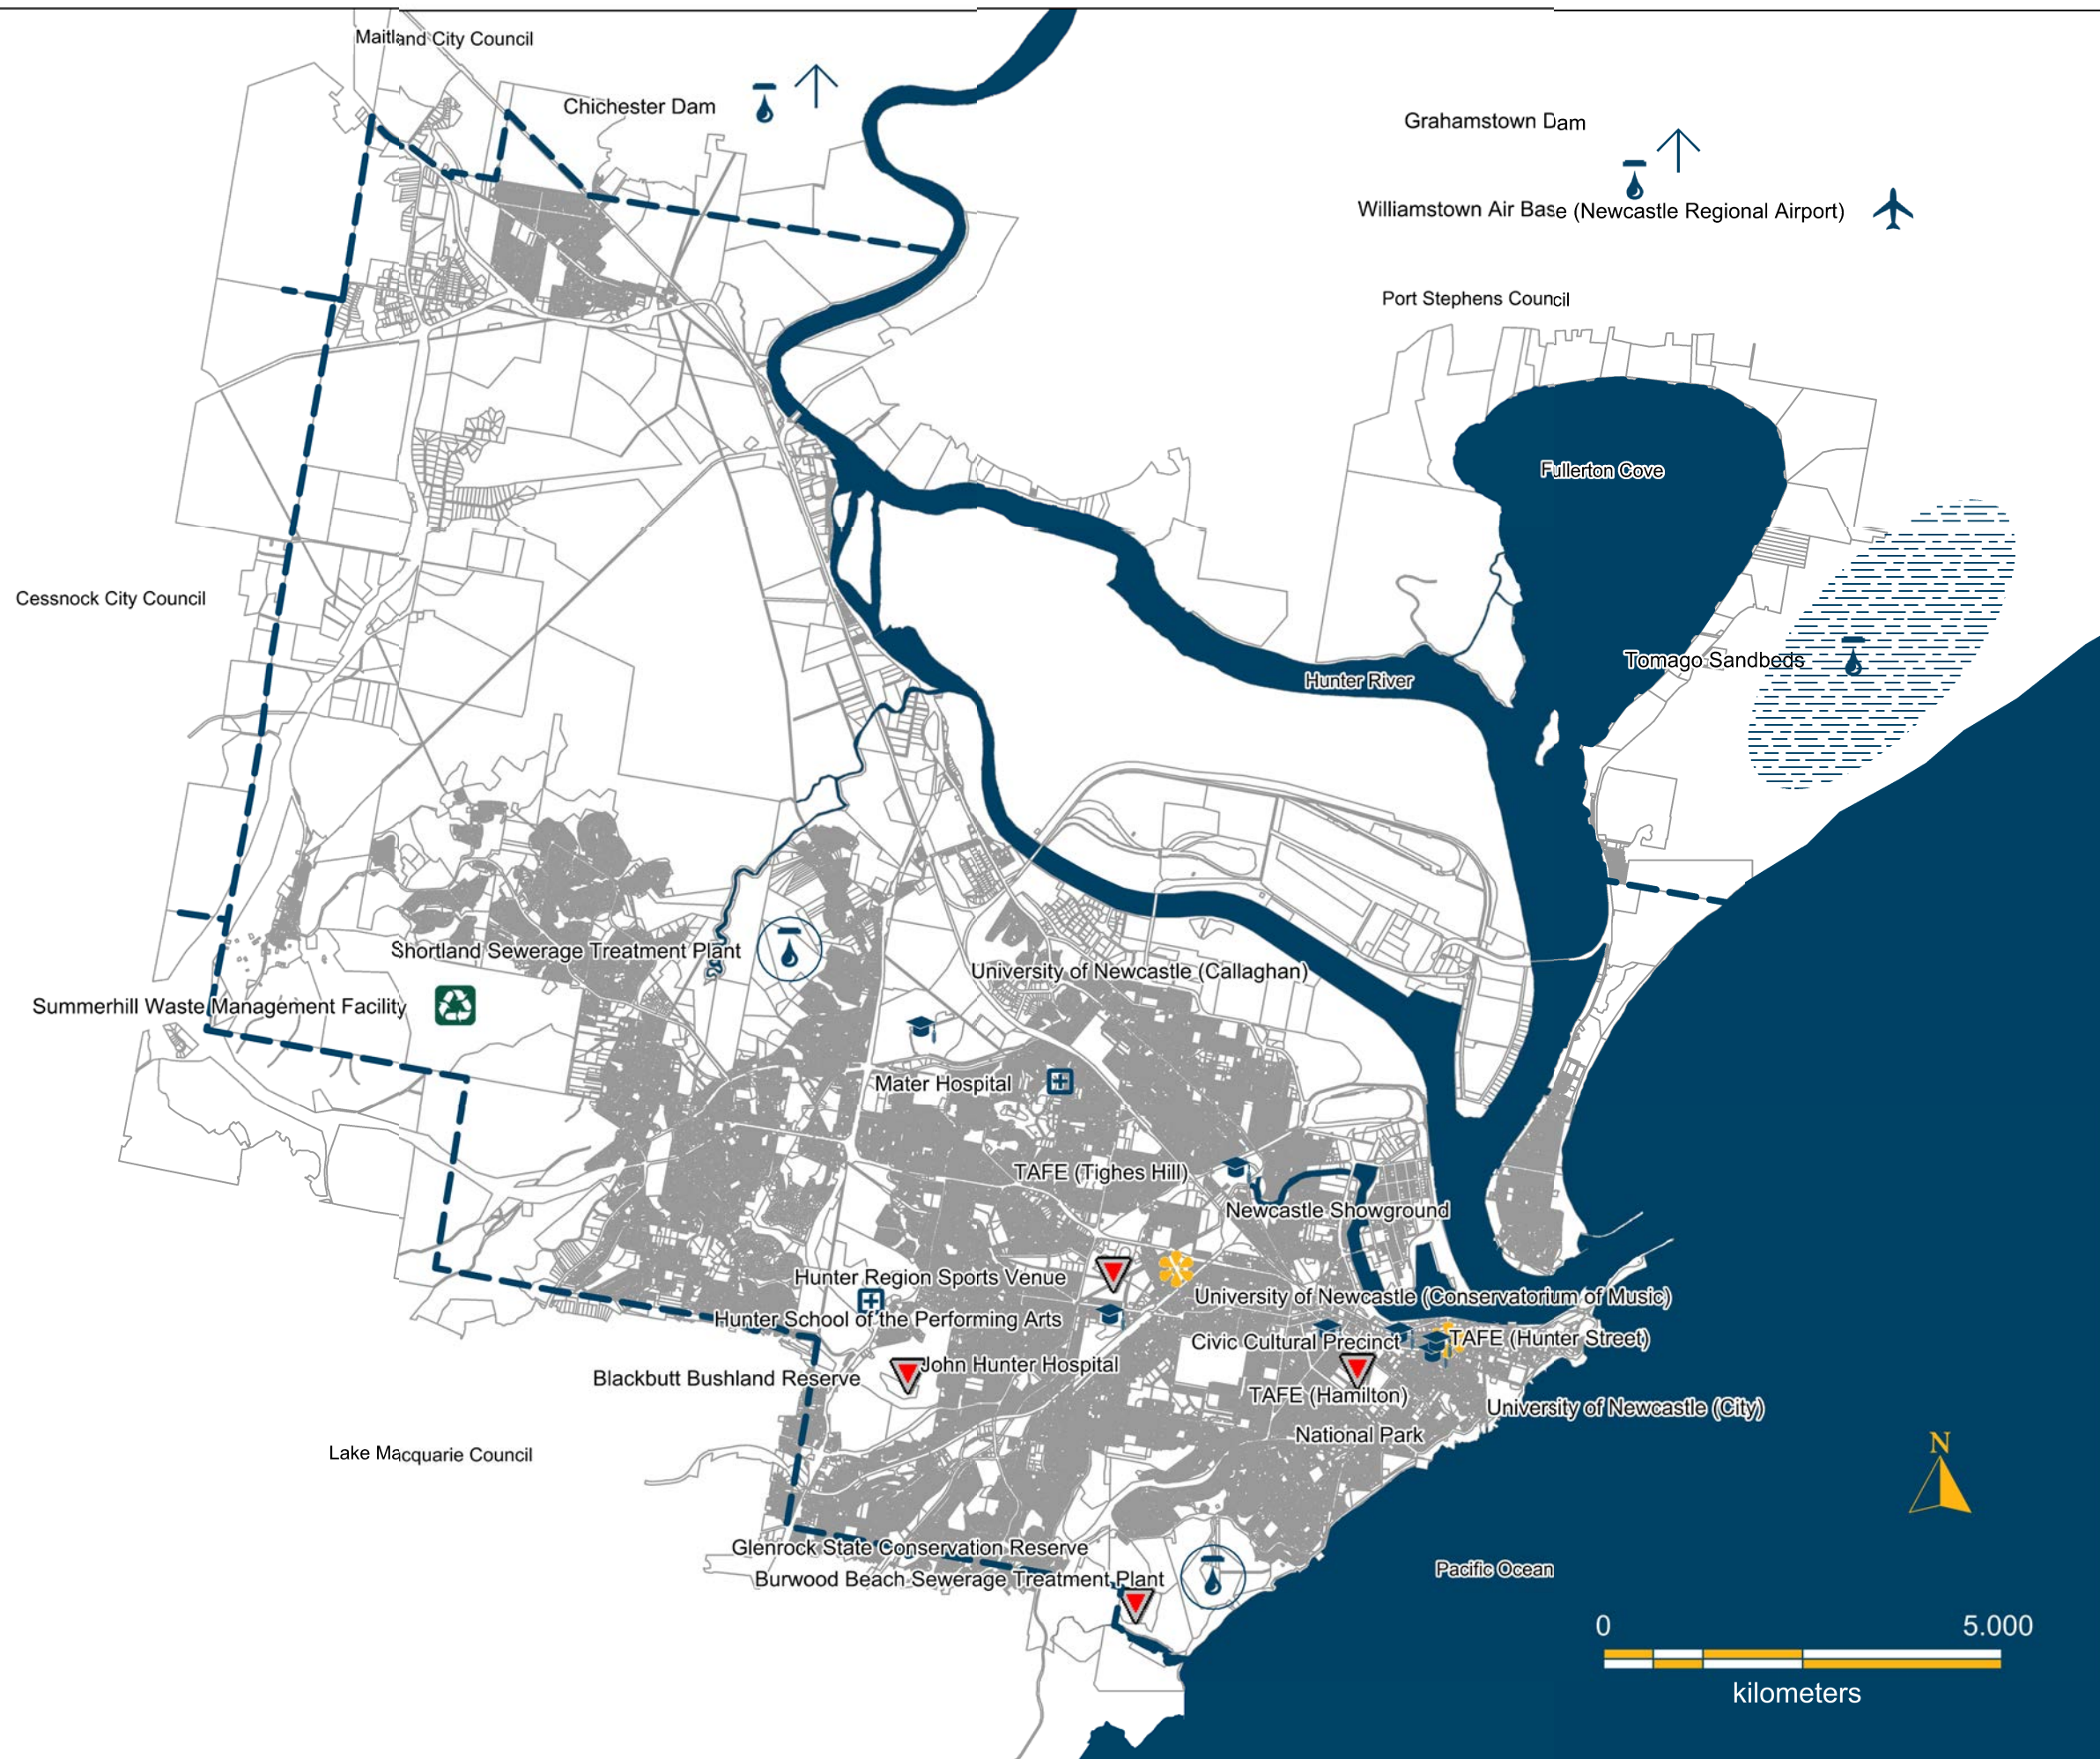 Maitland City Council
Chichester Dam
Grahamstown Dam
Williamstown Air Base (Newcastle Regional Airport)
Port Stephens Council
Fullerton Cove
Cessnock City Council
Tomago Sandbeds
Hunter River
Shortland Sewerage Treatment Plant
University of Newcastle (Callaghan)
Summerhill Waste Management Facility
Mater Hospital
TAFE (Tighes Hill)
Newcastle Showground
Hunter Region Sports Venue
University of Newcastle (Conservatorium of Music)
Hunter School of the Performing Arts
Civic Cultural Precinct
TAFE (Hunter Street)
John Hunter Hospital
Blackbutt Bushland Reserve
TAFE (Hamilton)
University of Newcastle (City)
National Park
Lake Macquarie Council
N
Glenrock State Conservation Reserve
Pacific Ocean
Burwood Beach Sewerage Treatment Plant
0 5.000
kilometers